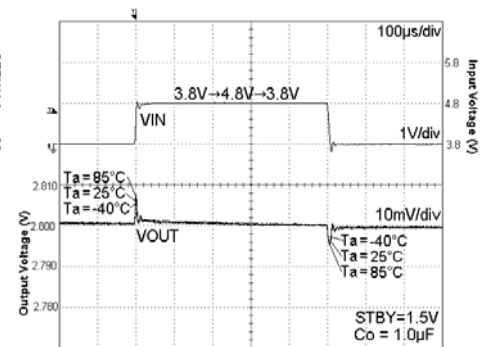 100µs/div
5.8
3.8V→4.8V→3.8V
4.8
VIN
1V/div
3.8
Input Voltage (V)
Ta=85°C
2.810
Ta=25°C
Ta=-40°C
10mV/div
2.800
VOUT
Ta=-40°C
Ta=25°C
Ta=85°C
2.790
2.780
Output Voltage (V)
STBY=1.5V
Co = 1.0µF